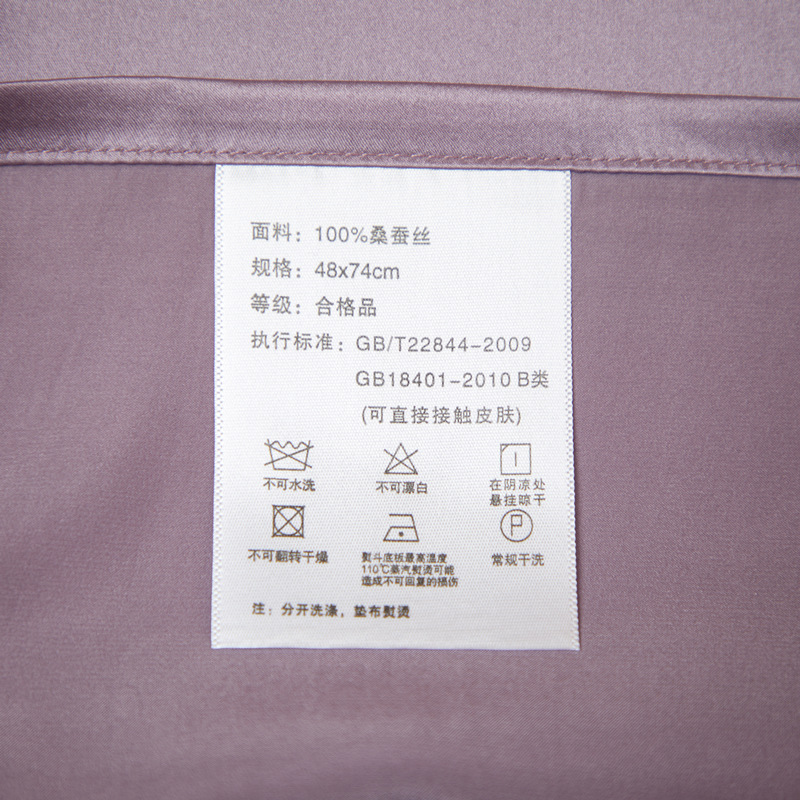 面料：100%桑蚕丝
规格：48x74cm
等级：合格品
执行标准：GB/T22844-2009
GB18401-2010 B类
(可直接接触皮肤)
不可水洗
不可漂白
在阴凉处
悬挂晾干
不可翻转干燥
熨斗底板最高温度
110℃蒸汽熨烫可能
造成不可回复的损伤
P
常规干洗
注：分开洗涤，垫布熨烫